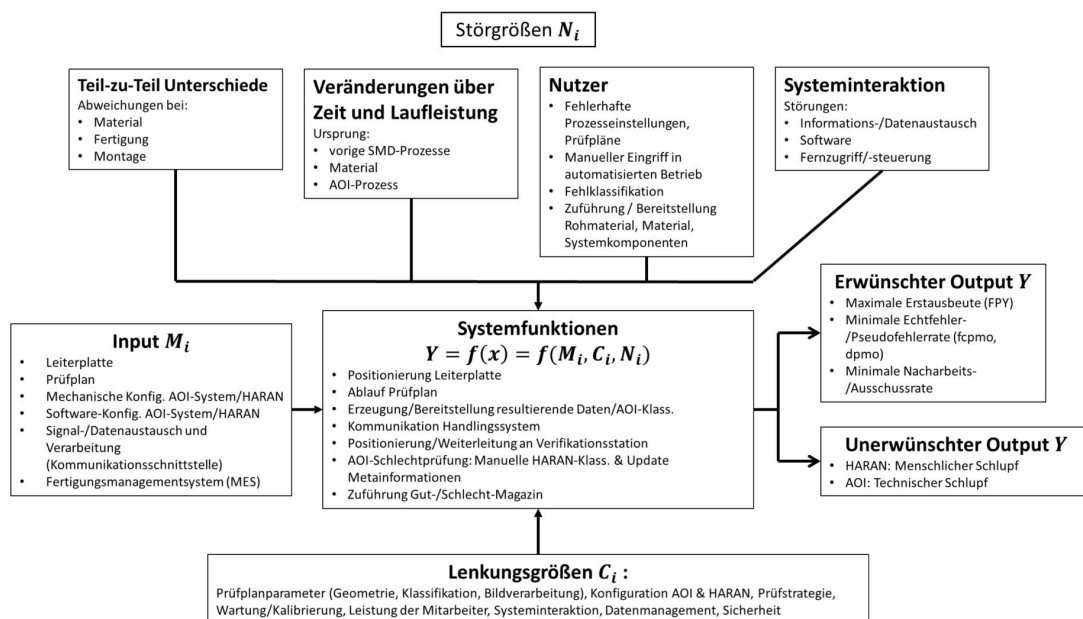 Störgrößen N_i
Teil-zu-Teil Unterschiede
Abweichungen bei:
• Material
• Fertigung
• Montage
Veränderungen über
Zeit und Laufleistung
Ursprung:
• vorige SMD-Prozesse
• Material
• AOI-Prozess
Nutzer
• Fehlerhafte
Prozesseinstellungen,
Prüfpläne
• Manueller Eingriff in
automatisierten Betrieb
• Fehlklassifikation
• Zuführung / Bereitstellung
Rohmaterial, Material,
Systemkomponenten
Systeminteraktion
Störungen:
• Informations-/Datenaustausch
• Software
• Fernzugriff/-steuerung
Input M_i
• Leiterplatte
• Prüfplan
• Mechanische Konfig. AOI-System/HARAN
• Software-Konfig. AOI-System/HARAN
• Signal-/Datenaustausch und
Verarbeitung
(Kommunikationsschnittstelle)
• Fertigungsmanagementsystem (MES)
Systemfunktionen
Y = f(x) = f(M_i, C_i, N_i)
• Positionierung Leiterplatte
• Ablauf Prüfplan
• Erzeugung/Bereitstellung resultierende Daten/AOI-Klass.
• Kommunikation Handlingssystem
• Positionierung/Weiterleitung an Verifikationsstation
• AOI-Schlechtprüfung: Manuelle HARAN-Klass. & Update
Metainformationen
• Zuführung Gut-/Schlecht-Magazin
Erwünschter Output Y
• Maximale Erstausbeute (FPY)
• Minimale Echtfehler-
/Pseudofehlerrate (fcpmo,
dpmo)
• Minimale Nacharbeits-
/Ausschussrate
Unerwünschter Output Y
• HARAN: Menschlicher Schlupf
• AOI: Technischer Schlupf
Lenkungsgrößen C_i :
Prüfplanparameter (Geometrie, Klassifikation, Bildverarbeitung), Konfiguration AOI & HARAN, Prüfstrategie,
Wartung/Kalibrierung, Leistung der Mitarbeiter, Systeminteraktion, Datenmanagement, Sicherheit